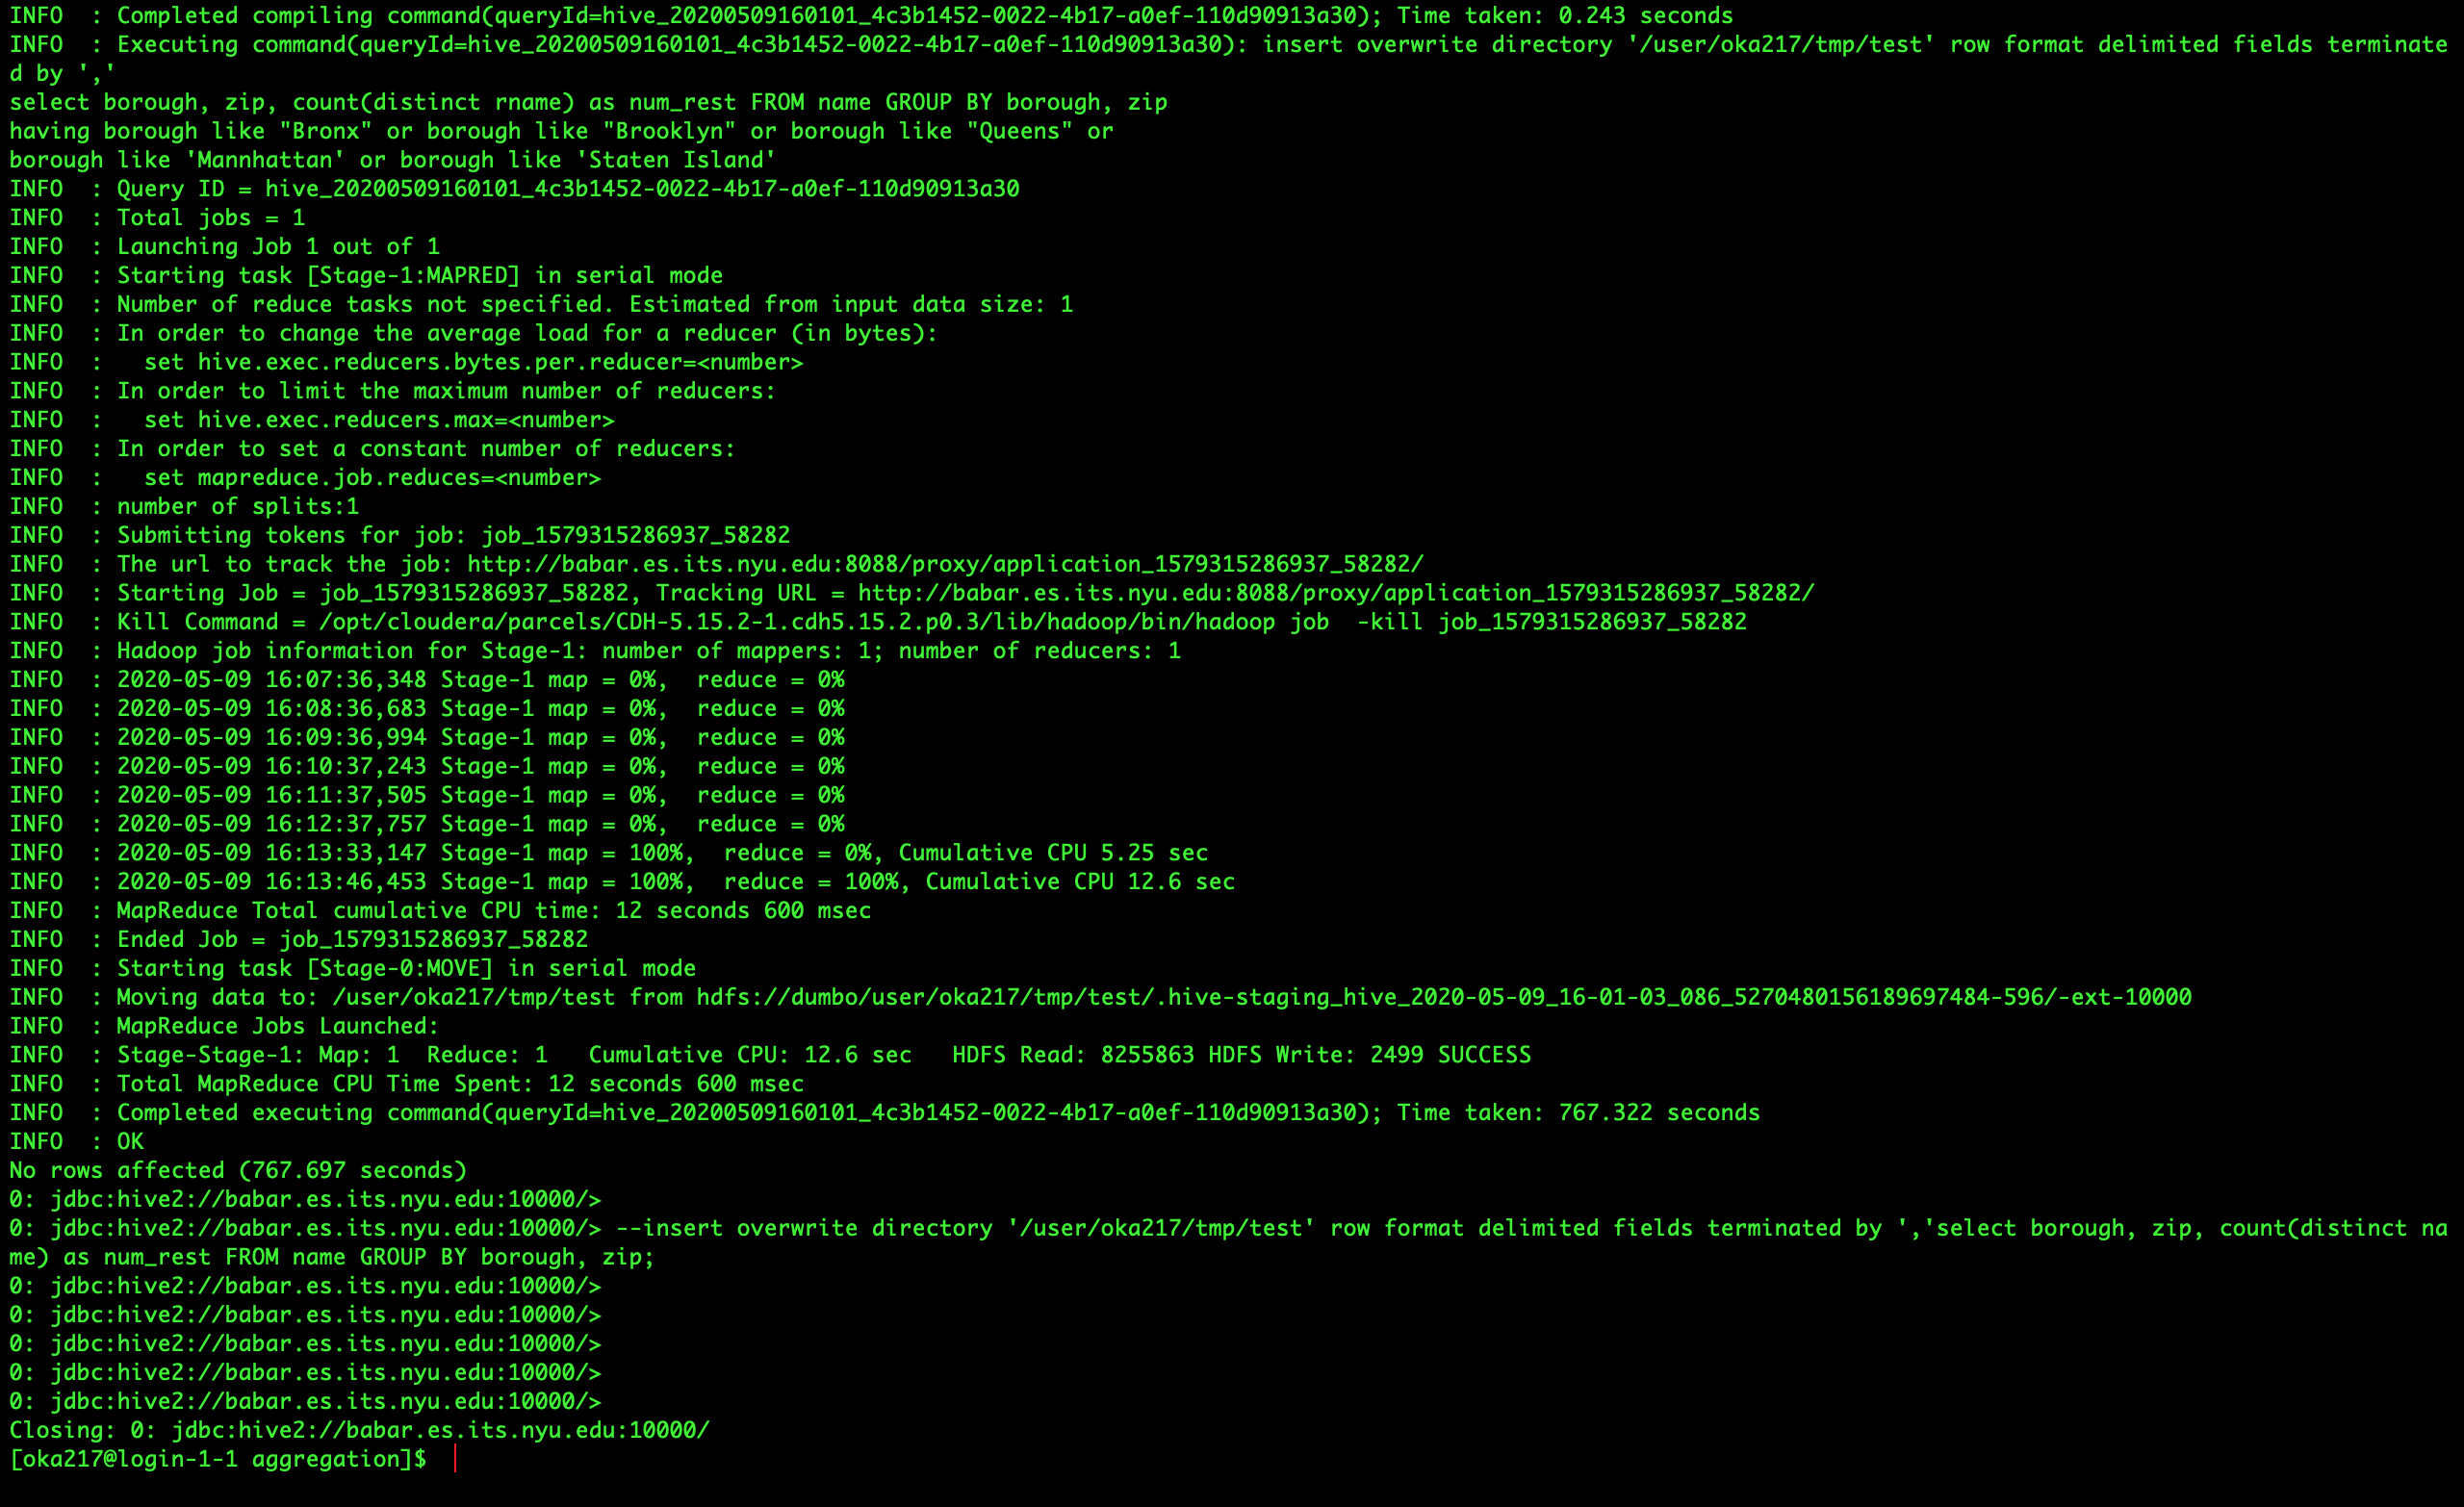 INFO  : Completed compiling command(queryId=hive_20200509160101_4c3b1452-0022-4b17-a0ef-110d90913a30); Time taken: 0.243 seconds
INFO  : Executing command(queryId=hive_20200509160101_4c3b1452-0022-4b17-a0ef-110d90913a30): insert overwrite directory '/user/oka217/tmp/test' row format delimited fields terminate
d by ','
select borough, zip, count(distinct rname) as num_rest FROM name GROUP BY borough, zip
having borough like "Bronx" or borough like "Brooklyn" or borough like "Queens" or
borough like 'Mannhattan' or borough like 'Staten Island'
INFO  : Query ID = hive_20200509160101_4c3b1452-0022-4b17-a0ef-110d90913a30
INFO  : Total jobs = 1
INFO  : Launching Job 1 out of 1
INFO  : Starting task [Stage-1:MAPRED] in serial mode
INFO  : Number of reduce tasks not specified. Estimated from input data size: 1
INFO  : In order to change the average load for a reducer (in bytes):
INFO  :   set hive.exec.reducers.bytes.per.reducer=<number>
INFO  : In order to limit the maximum number of reducers:
INFO  :   set hive.exec.reducers.max=<number>
INFO  : In order to set a constant number of reducers:
INFO  :   set mapreduce.job.reduces=<number>
INFO  : number of splits:1
INFO  : Submitting tokens for job: job_1579315286937_58282
INFO  : The url to track the job: http://babar.es.its.nyu.edu:8088/proxy/application_1579315286937_58282/
INFO  : Starting Job = job_1579315286937_58282, Tracking URL = http://babar.es.its.nyu.edu:8088/proxy/application_1579315286937_58282/
INFO  : Kill Command = /opt/cloudera/parcels/CDH-5.15.2-1.cdh5.15.2.p0.3/lib/hadoop/bin/hadoop job  -kill job_1579315286937_58282
INFO  : Hadoop job information for Stage-1: number of mappers: 1; number of reducers: 1
INFO  : 2020-05-09 16:07:36,348 Stage-1 map = 0%,  reduce = 0%
INFO  : 2020-05-09 16:08:36,683 Stage-1 map = 0%,  reduce = 0%
INFO  : 2020-05-09 16:09:36,994 Stage-1 map = 0%,  reduce = 0%
INFO  : 2020-05-09 16:10:37,243 Stage-1 map = 0%,  reduce = 0%
INFO  : 2020-05-09 16:11:37,505 Stage-1 map = 0%,  reduce = 0%
INFO  : 2020-05-09 16:12:37,757 Stage-1 map = 0%,  reduce = 0%
INFO  : 2020-05-09 16:13:33,147 Stage-1 map = 100%,  reduce = 0%, Cumulative CPU 5.25 sec
INFO  : 2020-05-09 16:13:46,453 Stage-1 map = 100%,  reduce = 100%, Cumulative CPU 12.6 sec
INFO  : MapReduce Total cumulative CPU time: 12 seconds 600 msec
INFO  : Ended Job = job_1579315286937_58282
INFO  : Starting task [Stage-0:MOVE] in serial mode
INFO  : Moving data to: /user/oka217/tmp/test from hdfs://dumbo/user/oka217/tmp/test/.hive-staging_hive_2020-05-09_16-01-03_086_5270480156189697484-596/-ext-10000
INFO  : MapReduce Jobs Launched:
INFO  : Stage-Stage-1: Map: 1  Reduce: 1   Cumulative CPU: 12.6 sec   HDFS Read: 8255863 HDFS Write: 2499 SUCCESS
INFO  : Total MapReduce CPU Time Spent: 12 seconds 600 msec
INFO  : Completed executing command(queryId=hive_20200509160101_4c3b1452-0022-4b17-a0ef-110d90913a30); Time taken: 767.322 seconds
INFO  : OK
No rows affected (767.697 seconds)
0: jdbc:hive2://babar.es.its.nyu.edu:10000/>
0: jdbc:hive2://babar.es.its.nyu.edu:10000/> --insert overwrite directory '/user/oka217/tmp/test' row format delimited fields terminated by ','select borough, zip, count(distinct na
me) as num_rest FROM name GROUP BY borough, zip;
0: jdbc:hive2://babar.es.its.nyu.edu:10000/>
0: jdbc:hive2://babar.es.its.nyu.edu:10000/>
0: jdbc:hive2://babar.es.its.nyu.edu:10000/>
0: jdbc:hive2://babar.es.its.nyu.edu:10000/>
0: jdbc:hive2://babar.es.its.nyu.edu:10000/>
Closing: 0: jdbc:hive2://babar.es.its.nyu.edu:10000/
[oka217@login-1-1 aggregation]$